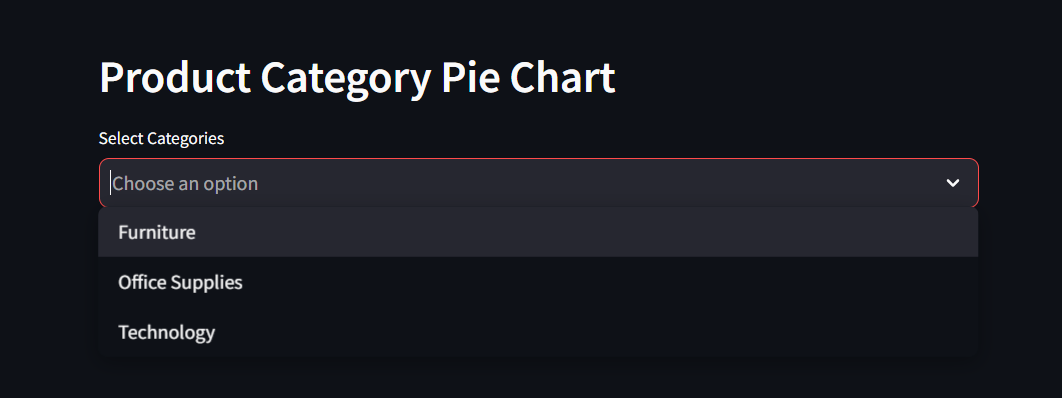 Product Category Pie Chart
Select Categories
Choose an option
Furniture
Office Supplies
Technology